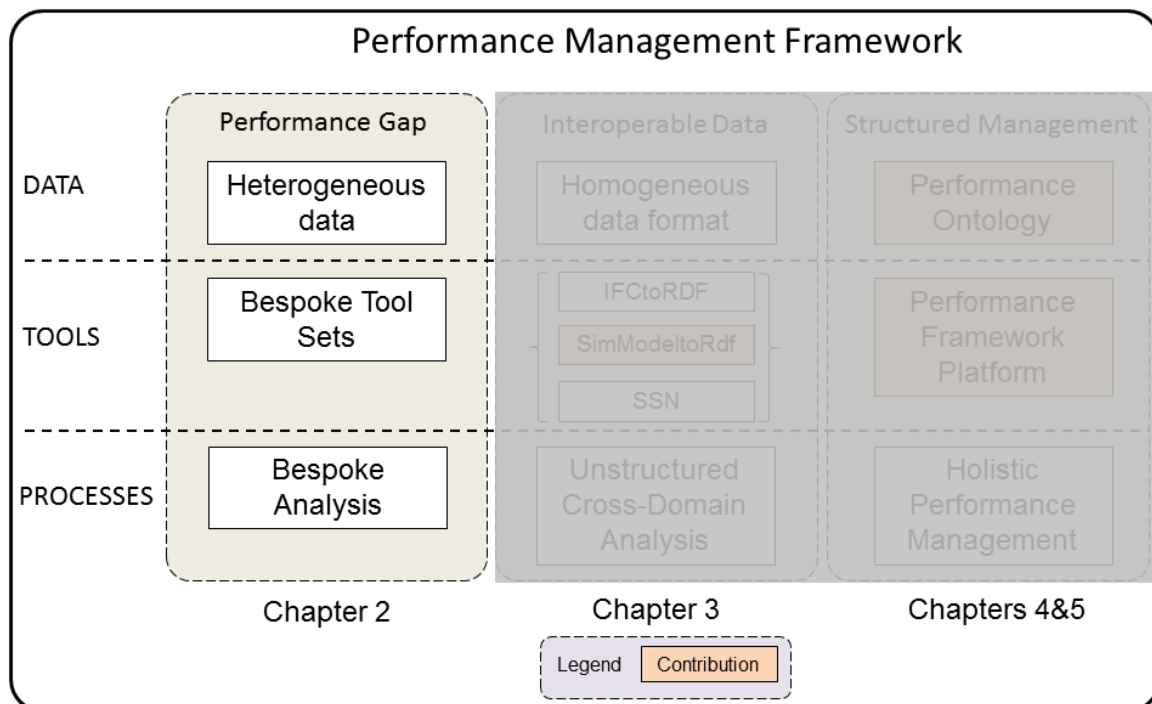 Performance Management Framework
Performance Gap
Interoperable Data
Structured Management
DATA
Heterogeneous
data
Homogeneous
data format
Performance
Ontology
TOOLS
Bespoke Tool
Sets
IFCtoRDF
SimModeltoRdf
SSN
Performance
Framework
Platform
PROCESSES
Bespoke
Analysis
Unstructured
Cross-Domain
Analysis
Holistic
Performance
Management
Chapter 2
Chapter 3
Chapters 4&5
Legend
Contribution